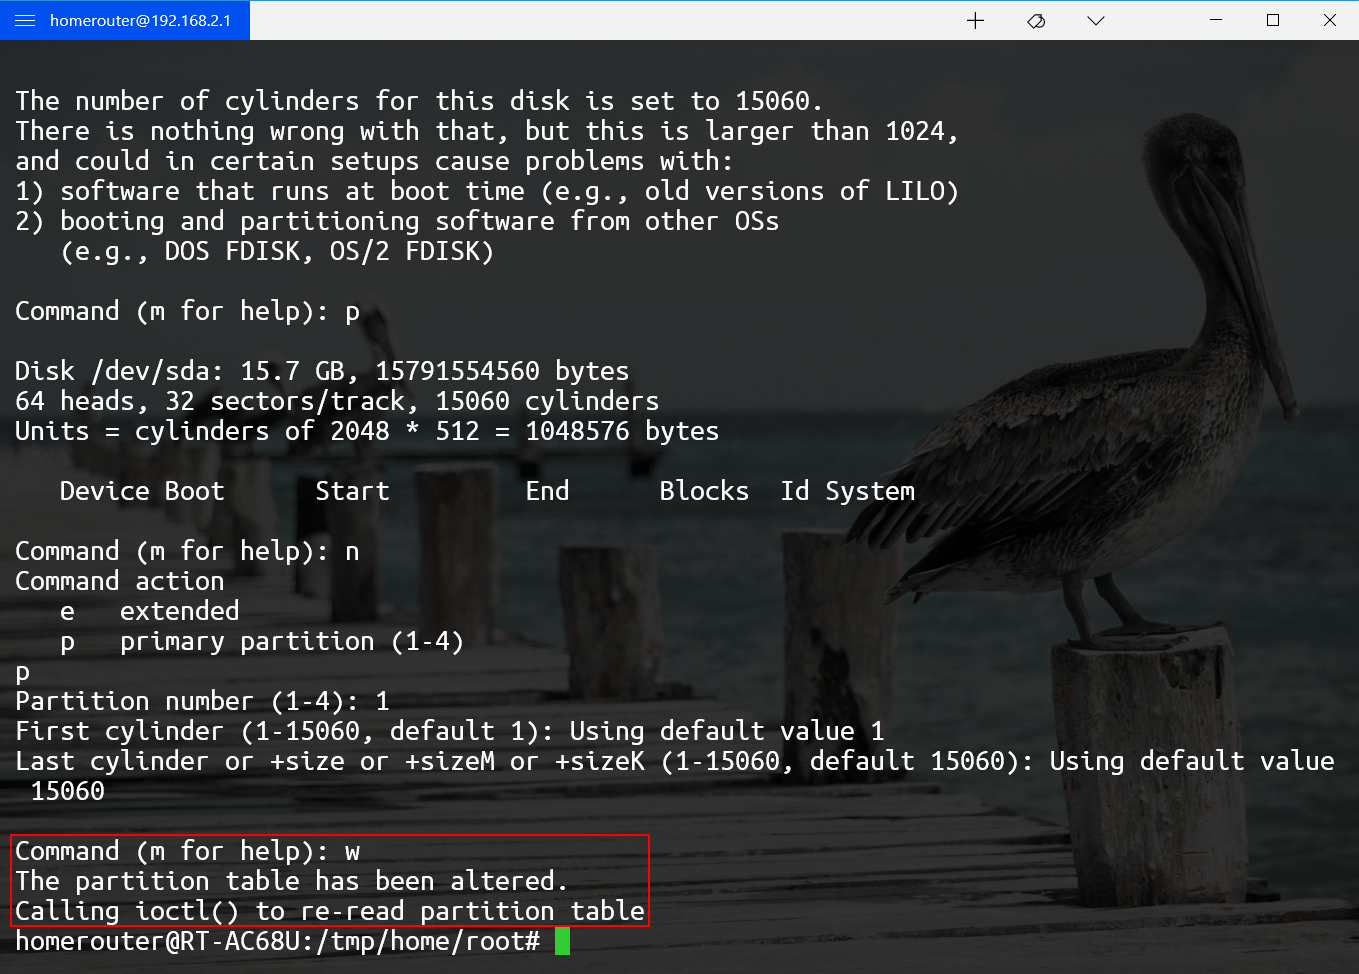 homerouter@192.168.2.1
The number of cylinders for this disk is set to 15060.
There is nothing wrong with that, but this is larger than 1024,
and could in certain setups cause problems with:
1) software that runs at boot time (e.g., old versions of LILO)
2) booting and partitioning software from other OSs
   (e.g., DOS FDISK, OS/2 FDISK)
Command (m for help): p
Disk /dev/sda: 15.7 GB, 15791554560 bytes
64 heads, 32 sectors/track, 15060 cylinders
Units = cylinders of 2048 * 512 = 1048576 bytes
   Device Boot      Start         End      Blocks  Id System
Command (m for help): n
Command action
   e   extended
   p   primary partition (1-4)
p
Partition number (1-4): 1
First cylinder (1-15060, default 1): Using default value 1
Last cylinder or +size or +sizeM or +sizeK (1-15060, default 15060): Using default value
 15060
Command (m for help): w
The partition table has been altered.
Calling ioctl() to re-read partition table
homerouter@RT-AC68U:/tmp/home/root#